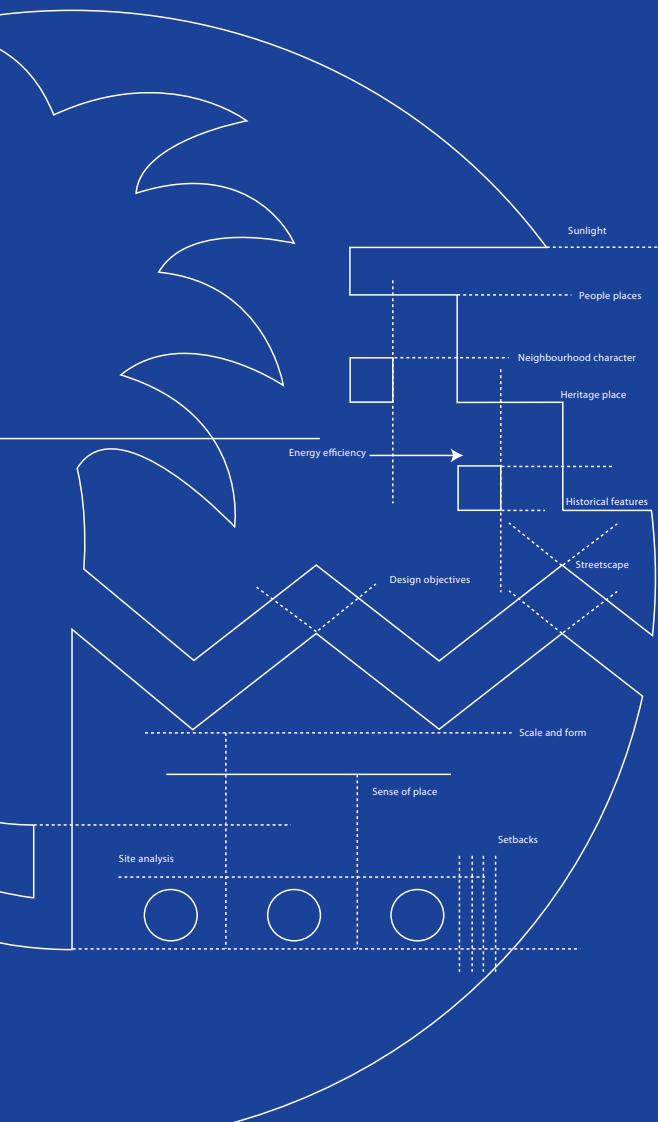 Sunlight
People places
Neighbourhood character
Heritage place
Energy efficiency
Historical features
Streetscape
Design objectives
Scale and form
Sense of place
Setbacks
Site analysis